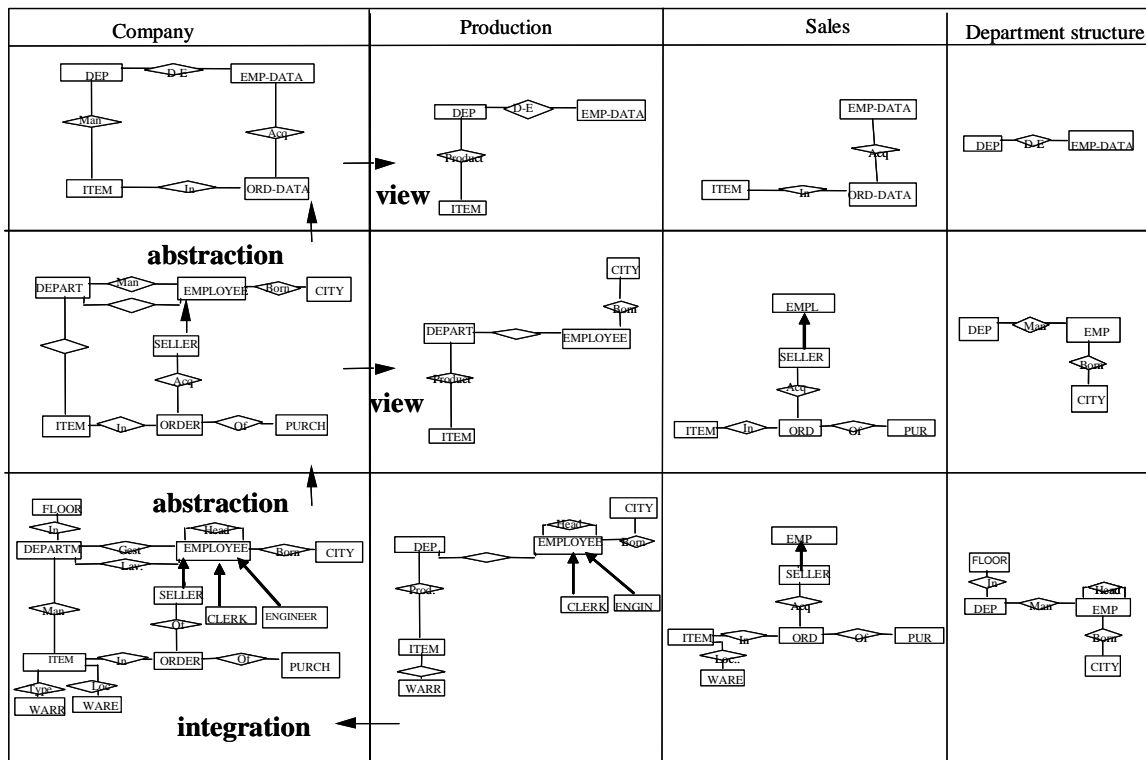 Company
Production
Sales
Department structure
DEP
D-E
EMP-DATA
Man
Acq
ITEM
In
ORD-DATA
DEP
D-E
EMP-DATA
Product
ITEM
EMP-DATA
Acq
ITEM
In
ORD-DATA
DEP
D-E
EMP-DATA
view
abstraction
DEPART
Man
EMPLOYEE
Born
CITY
SELLER
Acq
ITEM
In
ORDER
Of
PURCH
CITY
Born
DEPART
EMPLOYEE
Product
ITEM
EMPL
SELLER
Acq
ITEM
In
ORD
Of
PUR
DEP
Man
EMP
Born
CITY
view
abstraction
FLOOR
In
Head
DEPARTM
Gest
EMPLOYEE
Born
CITY
Lav.
SELLER
CLERK
ENGINEER
Man
Of
ITEM
In
ORDER
Of
PURCH
Type
Loc
WARR
WARE
CITY
Head
DEP.
EMPLOYEE
Born
Prod.
CLERK
ENGIN
ITEM
WARR
EMP
SELLER
Acq
ITEM
In
ORD
Of
PUR
Loc..
WARE
FLOOR
In
Head
DEP
Man
EMP
Born
CITY
integration